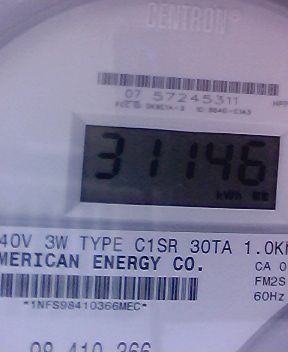 CENTRON®
07 57245311
31146
kWh
40V 3W TYPE C1SR 30TA 1.0K
MERICAN ENERGY CO.
CA 0
FM2S
60Hz
*1NFS98410366MEC*
98 410 366